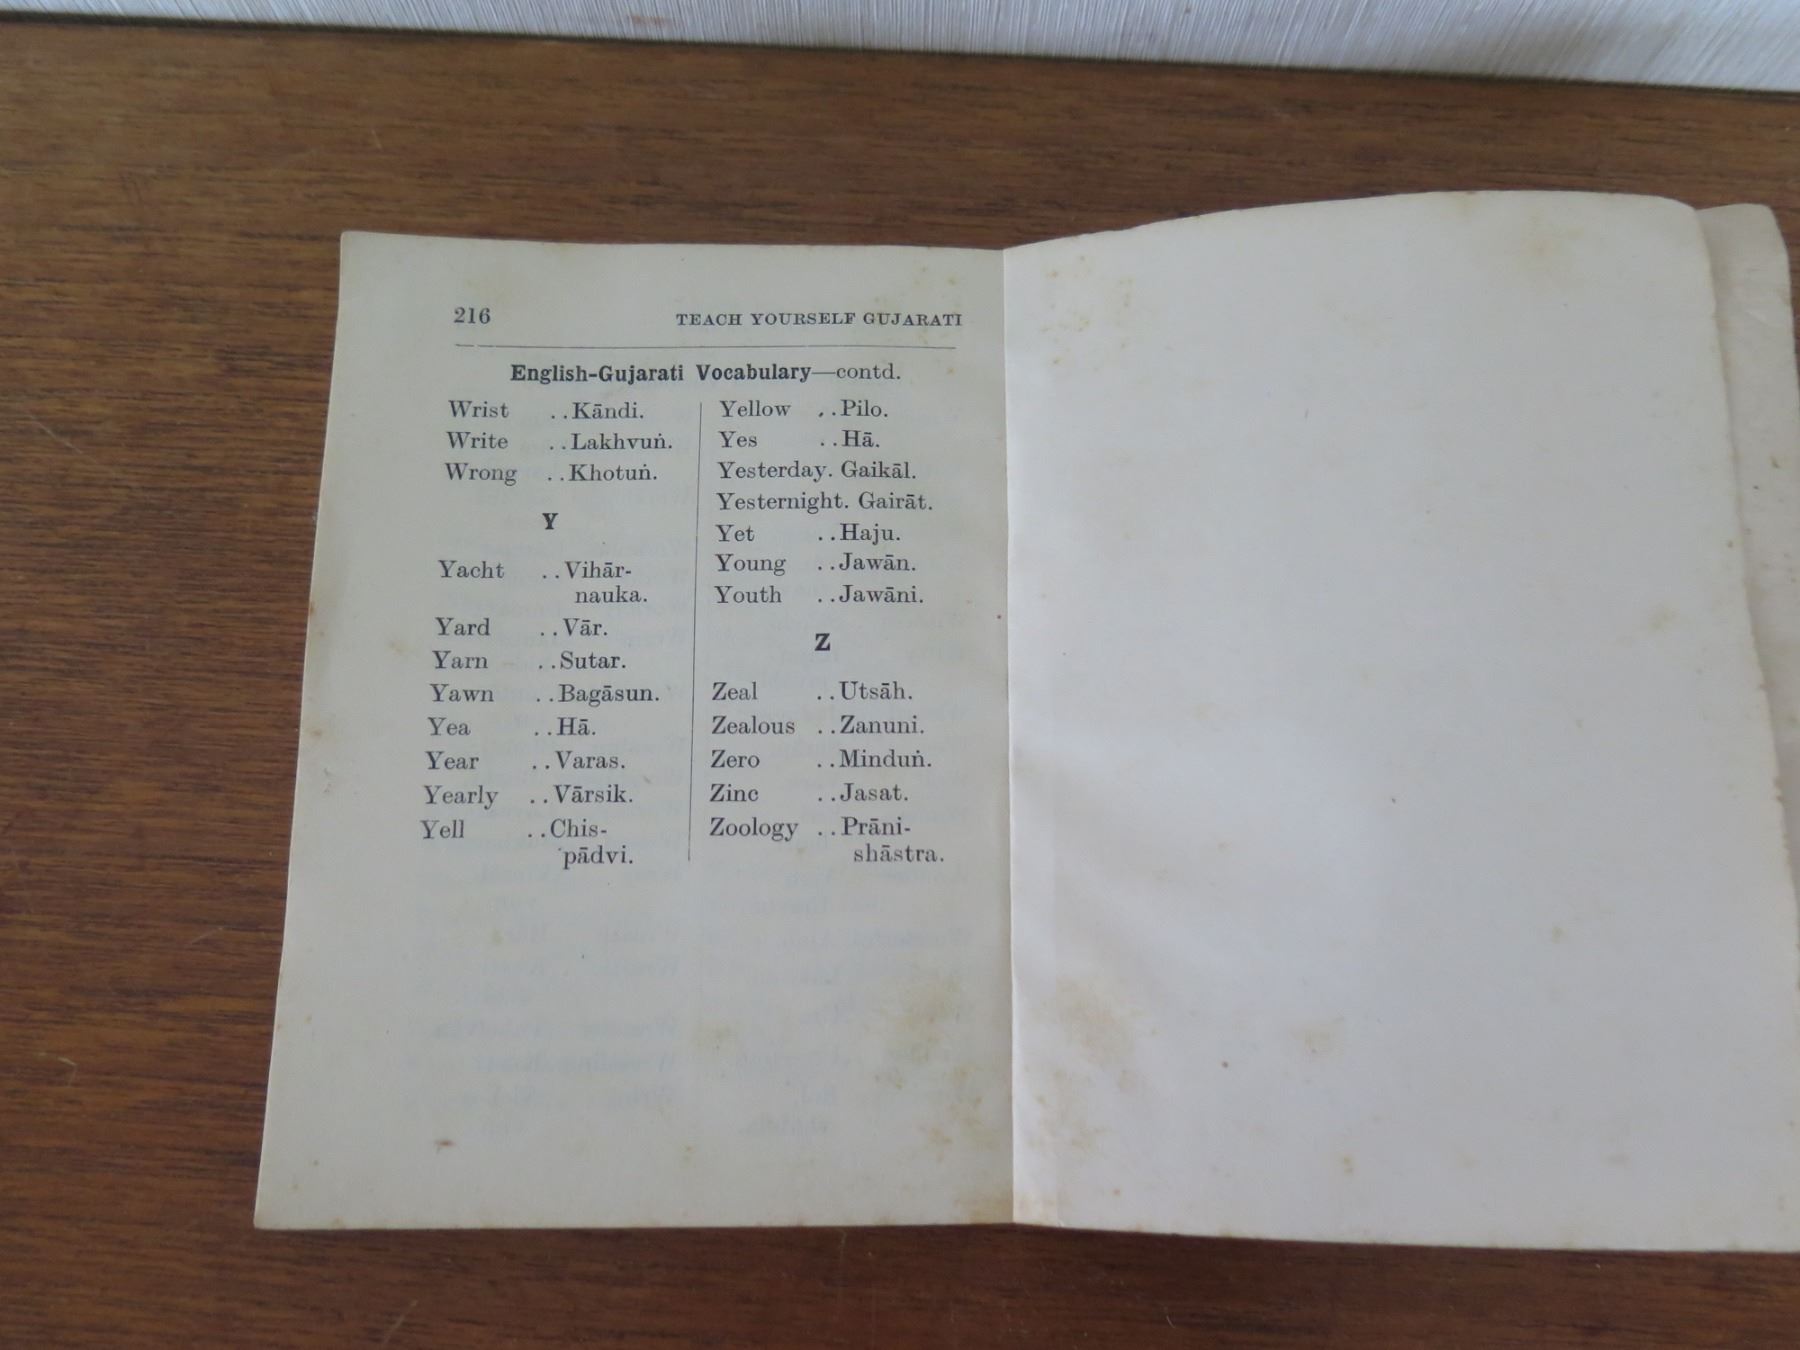 216 TEACH YOURSELF GUJARATI
English-Gujarati Vocabulary—contd.
Wrist ..Kāndi.
Write ..Lakhvuṅ.
Wrong ..Khotuṅ.
Y
Yacht ..Vihār-
nauka.
Yard ..Vār.
Yarn ..Sutar.
Yawn ..Bagāsun.
Yea ..Hā.
Year ..Varas.
Yearly ..Vārsik.
Yell ..Chis-
pādvi.
Yellow ..Pilo.
Yes ..Hā.
Yesterday. Gaikāl.
Yesternight. Gairāt.
Yet ..Haju.
Young ..Jawān.
Youth ..Jawāni.
Z
Zeal ..Utsāh.
Zealous ..Zanuni.
Zero ..Minduṅ.
Zinc ..Jasat.
Zoology ..Prāni-
shāstra.